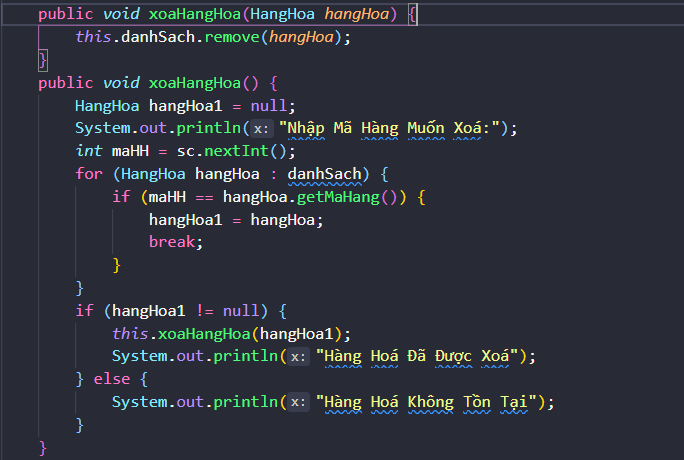 public void xoaHangHoa(HangHoa hangHoa) {
this.danhSach.remove(hangHoa);
}
public void xoaHangHoa() {
HangHoa hangHoa1 = null;
System.out.println(x: "Nhập Mã Hàng Muốn Xoá:");
int maHH = sc.nextInt();
for (HangHoa hangHoa : danhSach) {
if (maHH == hangHoa.getMaHang()) {
hangHoa1 = hangHoa;
break;
}
}
if (hangHoa1 != null) {
this.xoaHangHoa(hangHoa1);
System.out.println(x: "Hàng Hoá Đã Được Xoá");
} else {
System.out.println(x: "Hàng Hoá Không Tồn Tại");
}
}